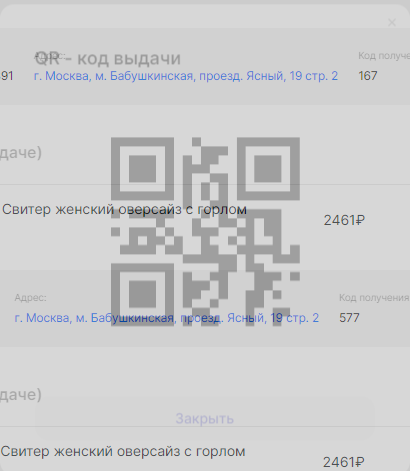 QR - код выдачи
Адрес: Код получе
91 г. Москва, м. Бабушкинская, проезд. Ясный, 19 стр. 2 167
даче)
Свитер женский оверсайз с горлом 2461₽
Адрес: Код получения
г. Москва, м. Бабушкинская, проезд. Ясный, 19 стр. 2 577
даче)
Закрыть
Свитер женский оверсайз с горлом 2461₽